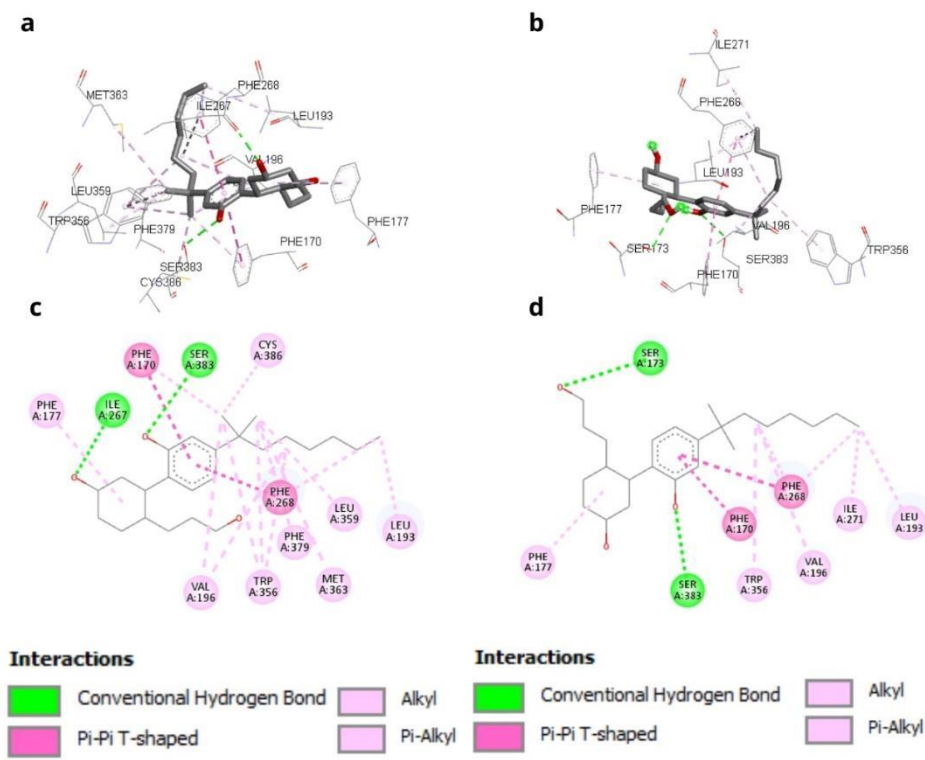 a
b
MET363
ILE267
PHE268
LEU193
VAL196
LEU359
TRP356
PHE379
SER383
CYS386
PHE170
PHE177
ILE271
PHE268
LEU193
PHE177
SER173
VAL196
SER383
PHE170
TRP356
c
d
PHE
A:170
SER
A:383
CYS
A:386
PHE
A:177
ILE
A:267
PHE
A:268
LEU
A:359
PHE
A:379
LEU
A:193
VAL
A:196
TRP
A:356
MET
A:363
SER
A:173
PHE
A:268
PHE
A:170
ILE
A:271
LEU
A:193
PHE
A:177
VAL
A:196
SER
A:383
TRP
A:356
Interactions
Conventional Hydrogen Bond
Alkyl
Pi-Pi T-shaped
Pi-Alkyl
Interactions
Conventional Hydrogen Bond
Alkyl
Pi-Pi T-shaped
Pi-Alkyl